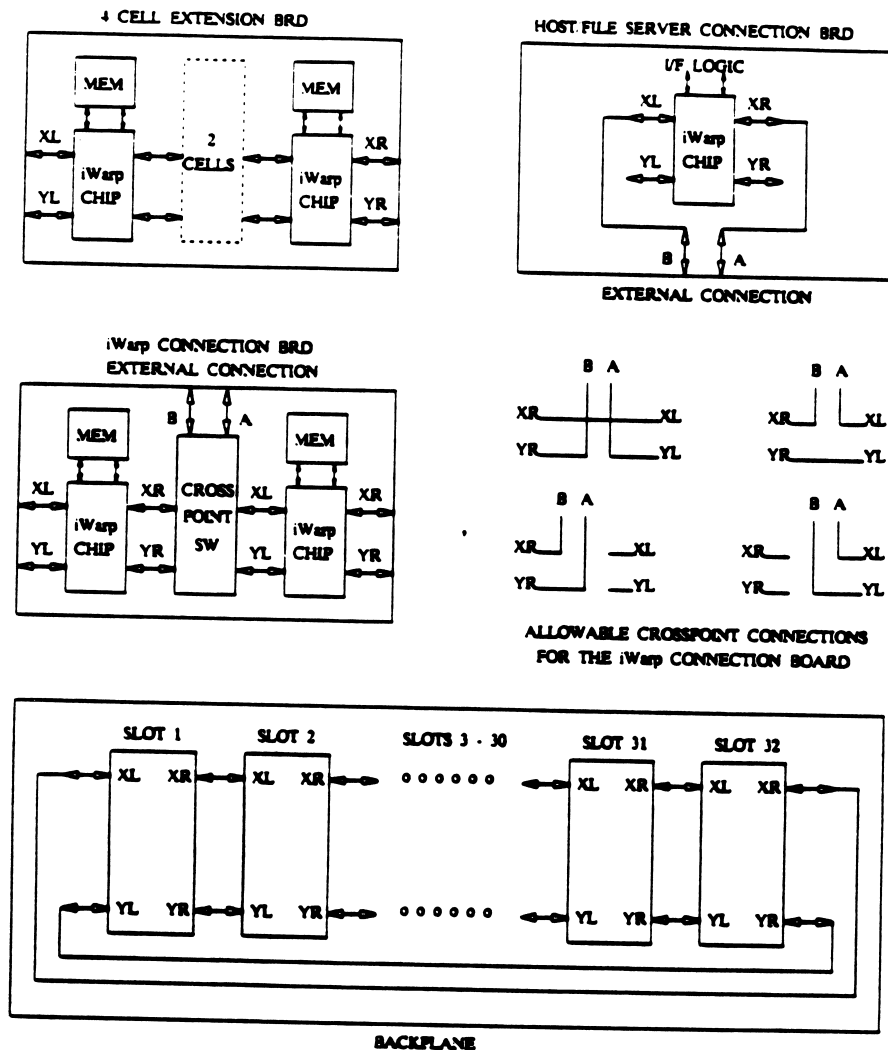 4 CELL EXTENSION BRD
MEM
MEM
XL
2
CELLS
XR
iWarp
CHIP
iWarp
CHIP
YL
YR
HOST FILE SERVER CONNECTION BRD
I/F LOGIC
XL
XR
iWarp
CHIP
YL
YR
B
A
EXTERNAL CONNECTION
iWarp CONNECTION BRD
EXTERNAL CONNECTION
B
A
MEM
MEM
XL
XR
CROSS
POINT
SW
XL
XR
iWarp
CHIP
iWarp
CHIP
YL
YR
YL
YR
B A
XR
XL
YR
YL
B A
XR
XL
YR
YL
B A
XR
XL
YR
YL
B A
XR
XL
YR
YL
ALLOWABLE CROSSPOINT CONNECTIONS
FOR THE iWarp CONNECTION BOARD
SLOT 1
SLOT 2
SLOTS 3 - 30
SLOT 31
SLOT 32
XL XR
XL XR
XL XR
XL XR
YL YR
YL YR
YL YR
YL YR
BACKPLANE